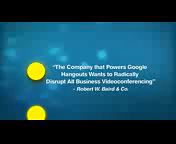 “The Company that Powers Google
Hangouts Wants to Radically
Disrupt All Business Videoconferencing”
- Robert W. Baird & Co.